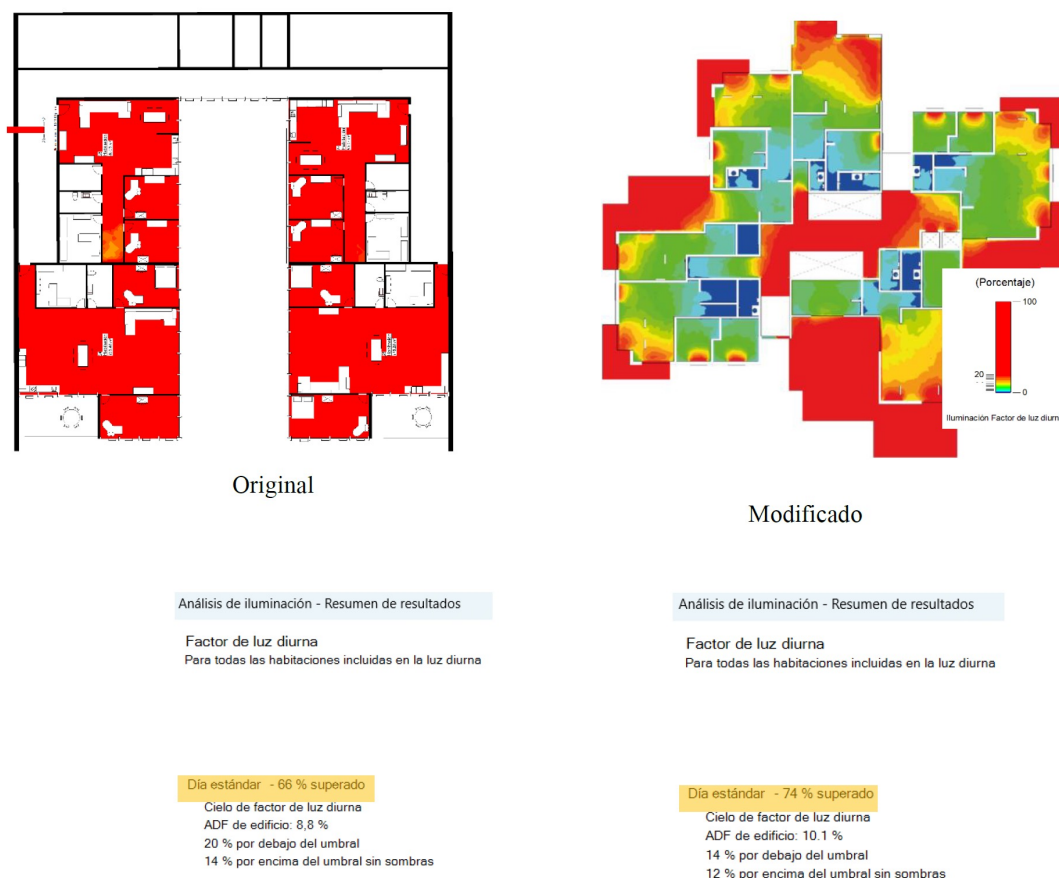 (Porcentaje)
100
20
0
Iluminación Factor de luz diurn
Original
Modificado
Análisis de iluminación - Resumen de resultados
Factor de luz diurna
Para todas las habitaciones incluidas en la luz diurna
Día estándar - 66 % superado
Cielo de factor de luz diurna
ADF de edificio: 8,8 %
20 % por debajo del umbral
14 % por encima del umbral sin sombras
Análisis de iluminación - Resumen de resultados
Factor de luz diurna
Para todas las habitaciones incluidas en la luz diurna
Día estándar - 74 % superado
Cielo de factor de luz diurna
ADF de edificio: 10.1 %
14 % por debajo del umbral
12 % por encima del umbral sin sombras